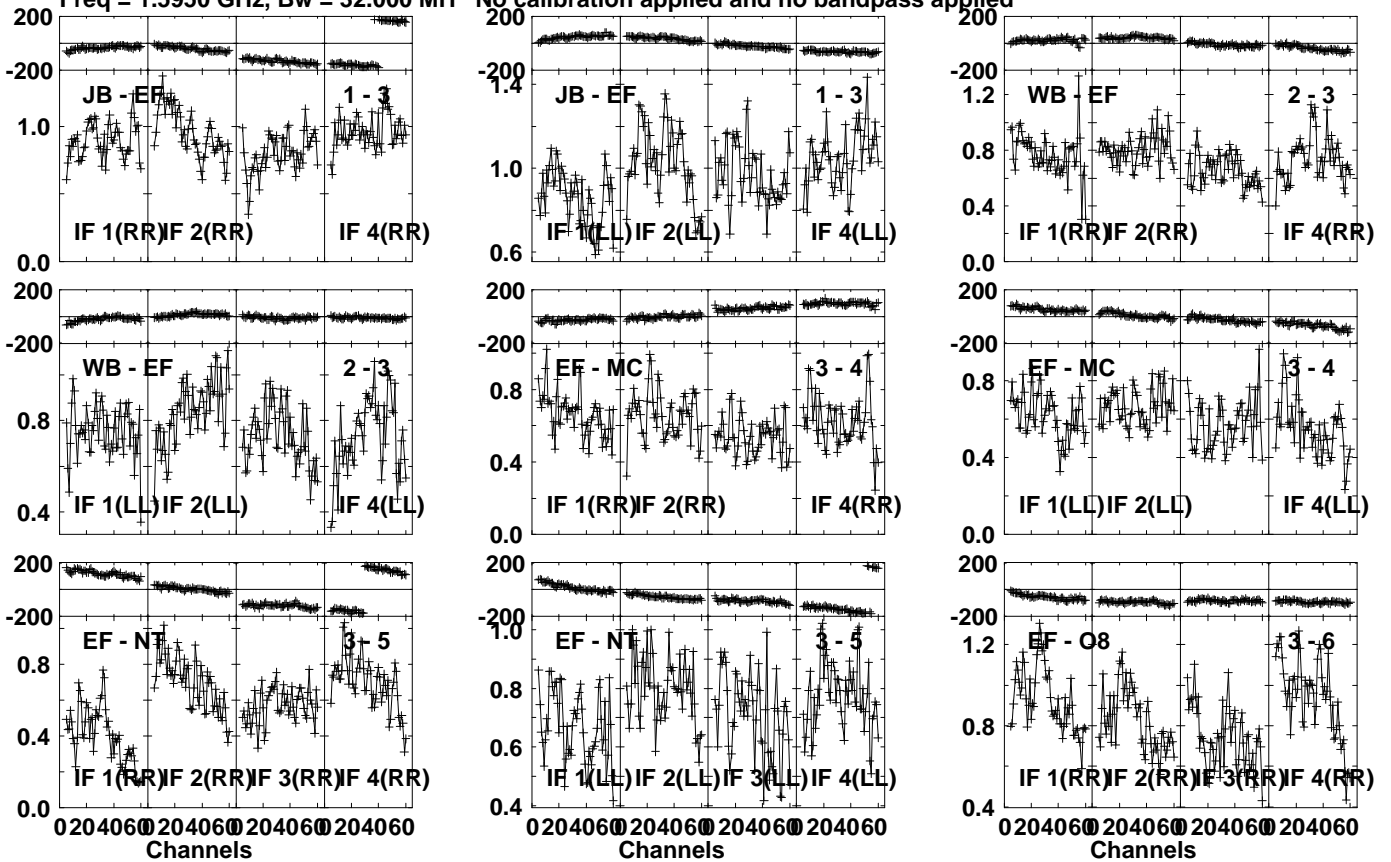 Freq = 1.5950 GHz, Bw = 32.000 MH No calibration applied and no bandpass applied
200 200 200
-200 -200 -200
JB - EF 1 - 3 JB - EF 1 - 3 WB - EF 2 - 3
1.4 1.2
1.0 1.0 0.8
0.4
IF 1(RR) IF 2(RR) IF 4(RR) IF 1(LL) IF 2(LL) IF 4(LL) IF 1(RR) IF 2(RR) IF 4(RR)
0.0 0.6 0.0
200 200 200
-200 -200 -200
WB - EF 2 - 3 EF - MC 3 - 4 EF - MC 3 - 4
0.8 0.8 0.8
0.4 0.4
IF 1(LL) IF 2(LL) IF 4(LL) IF 1(RR) IF 2(RR) IF 4(RR) IF 1(LL) IF 2(LL) IF 4(LL)
0.4 0.0 0.0
200 200 200
-200 -200 -200
EF - NT 3 - 5 EF - NT 3 - 5 EF - O8 3 - 6
1.0 1.2
0.8 0.8 0.8
0.4 0.6
IF 1(RR) IF 2(RR) IF 3(RR) IF 4(RR) IF 1(LL) IF 2(LL) IF 3(LL) IF 4(LL) IF 1(RR) IF 2(RR) IF 3(RR) IF 4(RR)
0.0 0.4 0.4
0 20 40 60 0 20 40 60 0 20 40 60 0 20 40 60 0 20 40 60 0 20 40 60 0 20 40 60 0 20 40 60 0 20 40 60 0 20 40 60 0 20 40 60 0 20 40 60
Channels Channels Channels